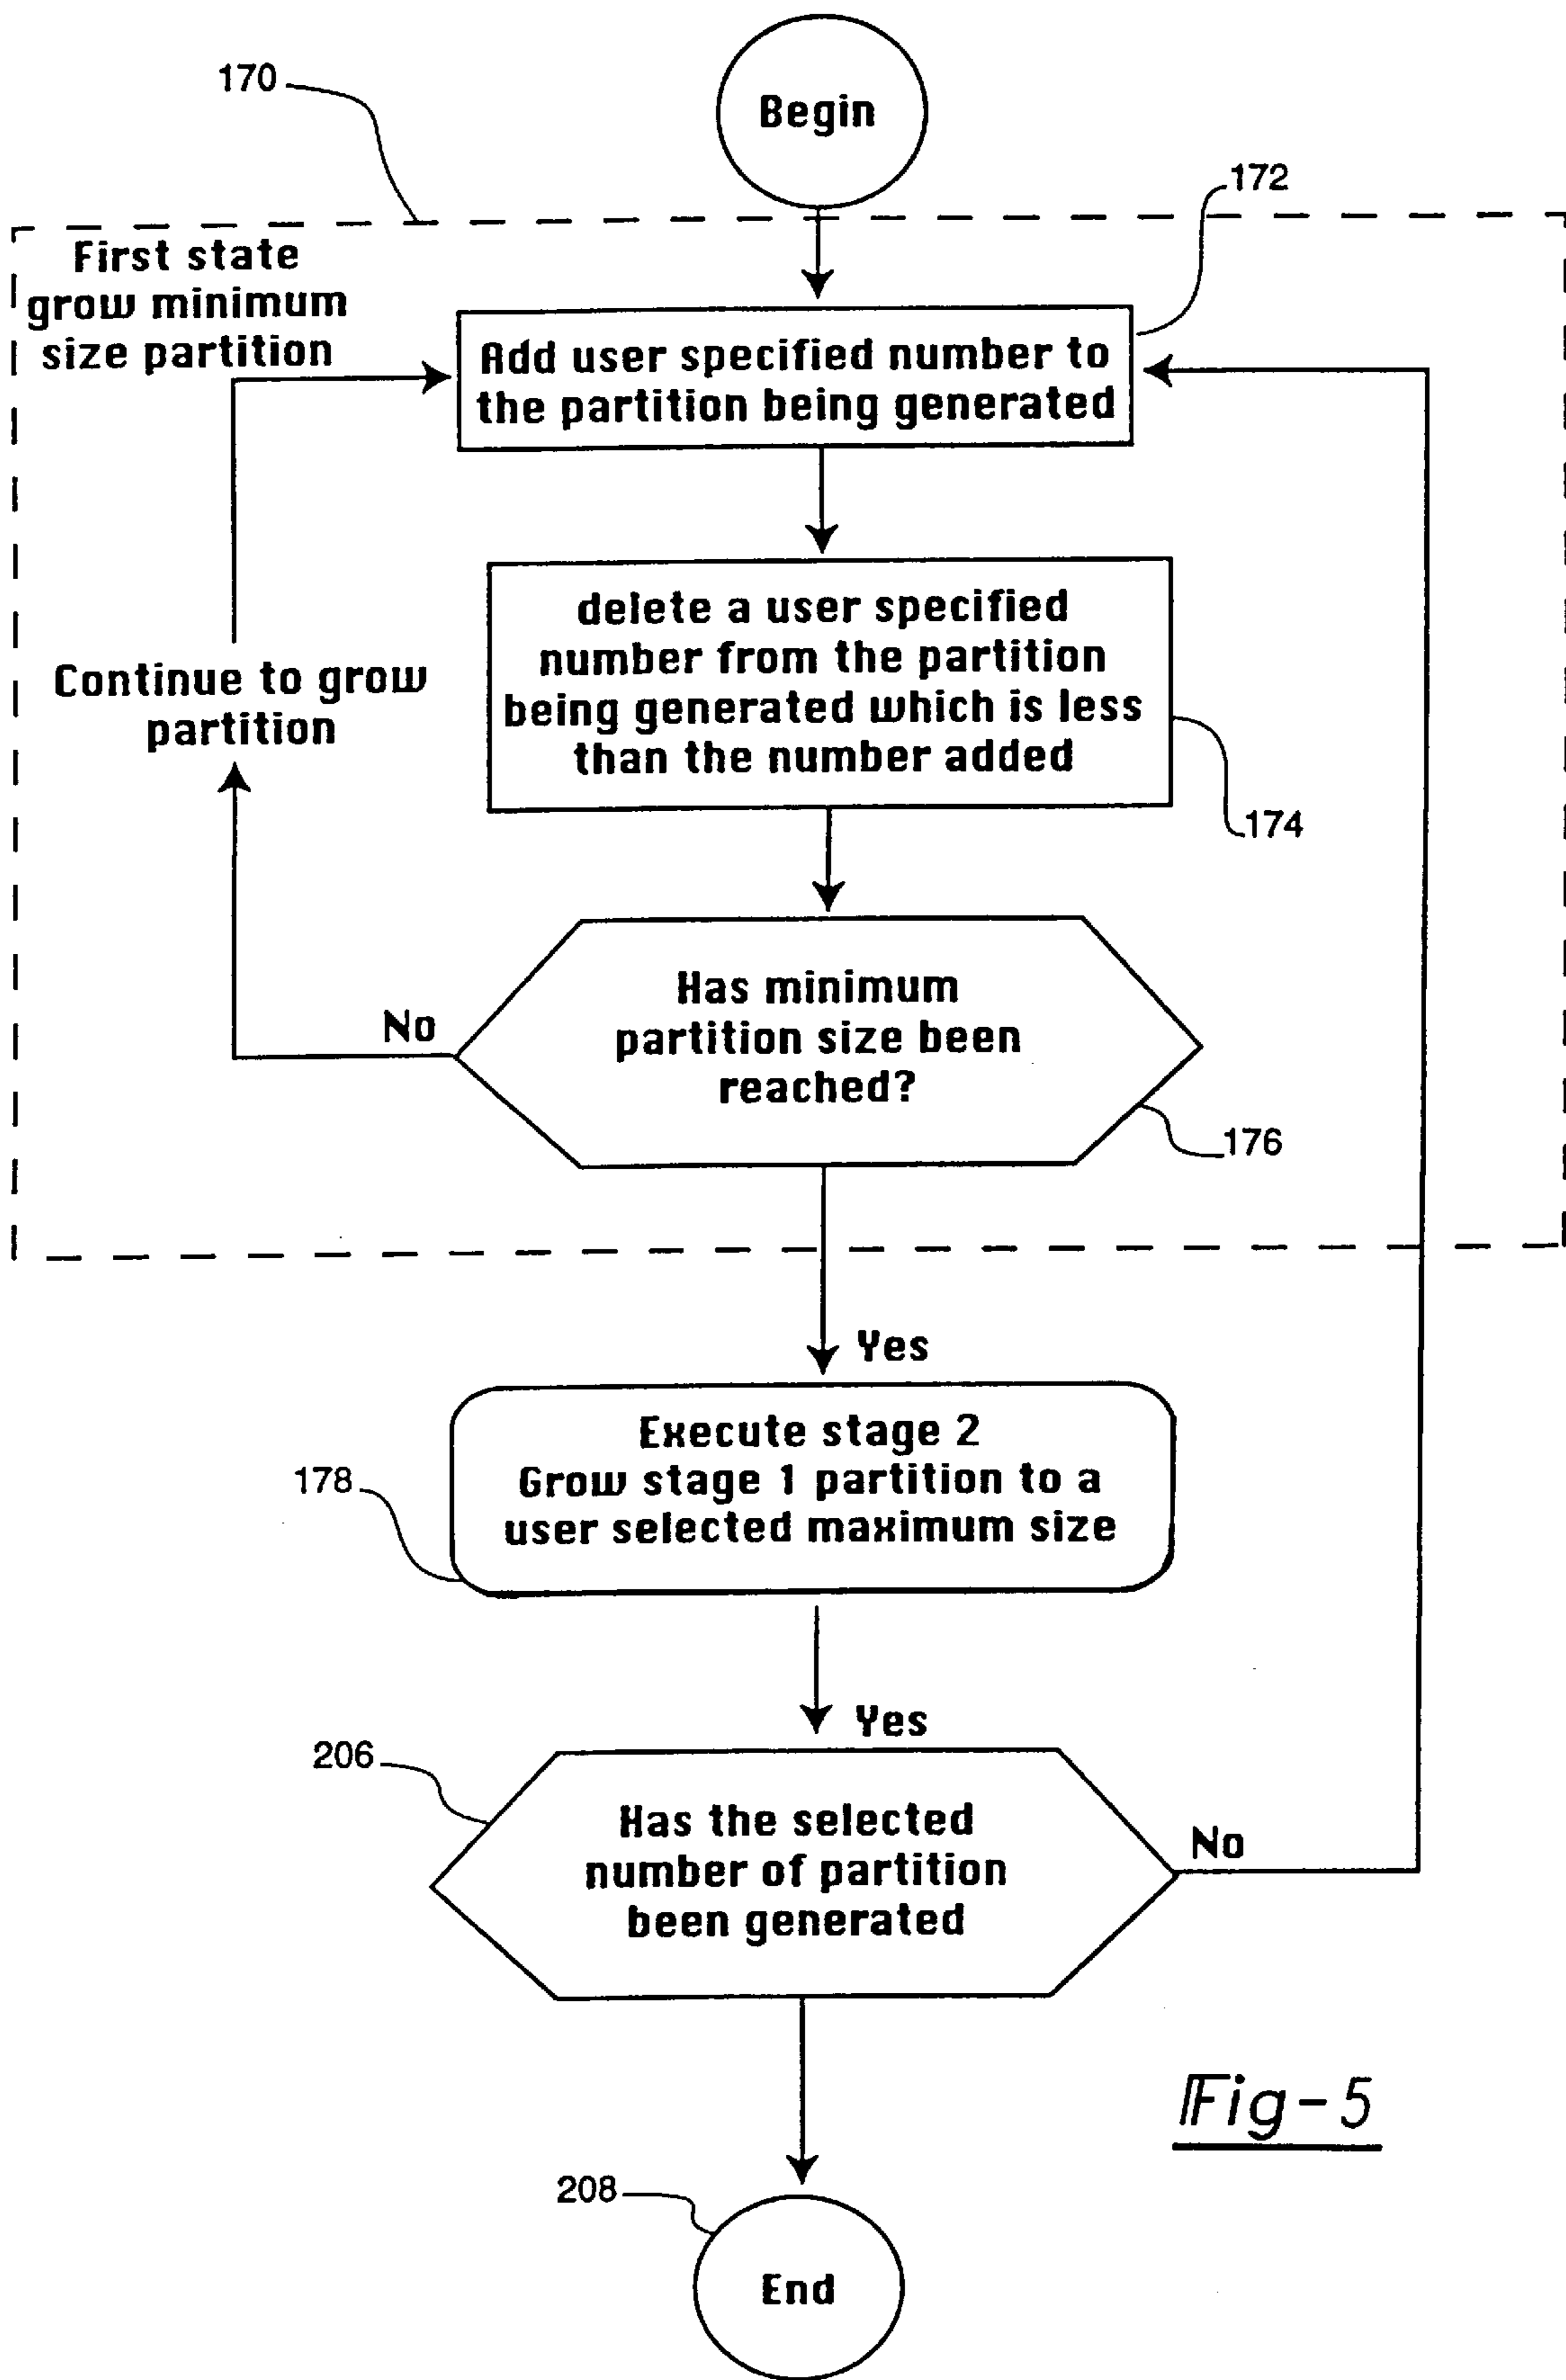 170
Begin
172
First state
grow minimum
size partition
Add user specified number to
the partition being generated
delete a user specified
number from the partition
being generated which is less
than the number added
174
Continue to grow
partition
Has minimum
partition size been
reached?
No
176
Yes
Execute stage 2
Grow stage 1 partition to a
user selected maximum size
178
Yes
206
Has the selected
number of partition
been generated
No
Fig-5
208
End